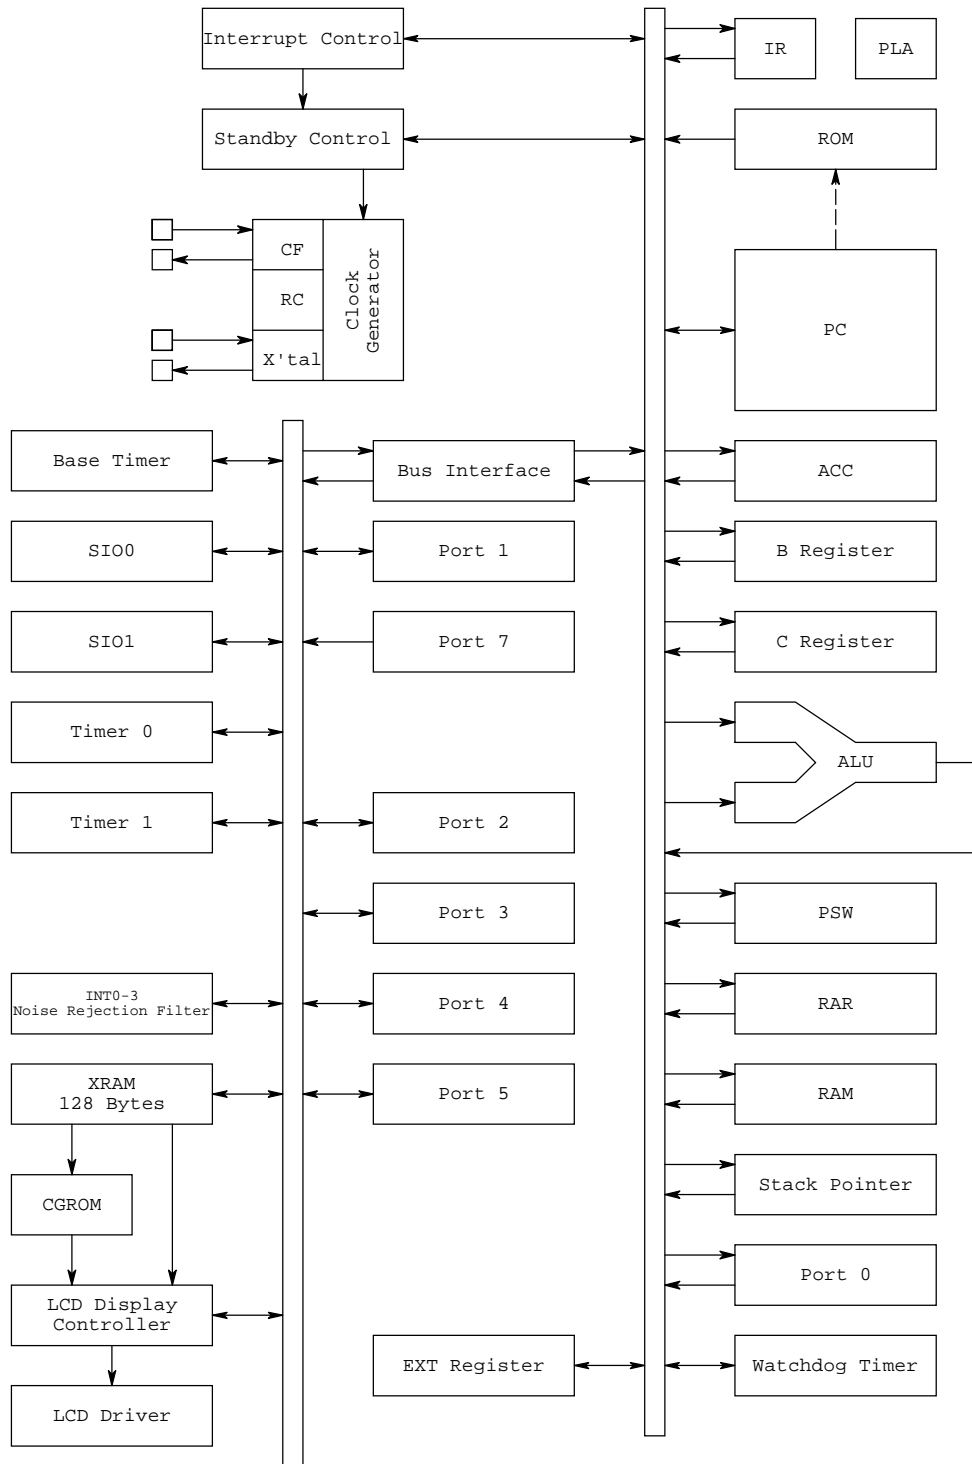 Interrupt Control
IR
PLA
Standby Control
ROM
CF
RC
X'tal
Clock
Generator
PC
Base Timer
Bus Interface
ACC
SIO0
Port 1
B Register
SIO1
Port 7
C Register
Timer 0
ALU
Timer 1
Port 2
Port 3
PSW
INT0-3
Noise Rejection Filter
Port 4
RAR
XRAM
128 Bytes
Port 5
RAM
CGROM
Stack Pointer
Port 0
LCD Display
Controller
EXT Register
Watchdog Timer
LCD Driver